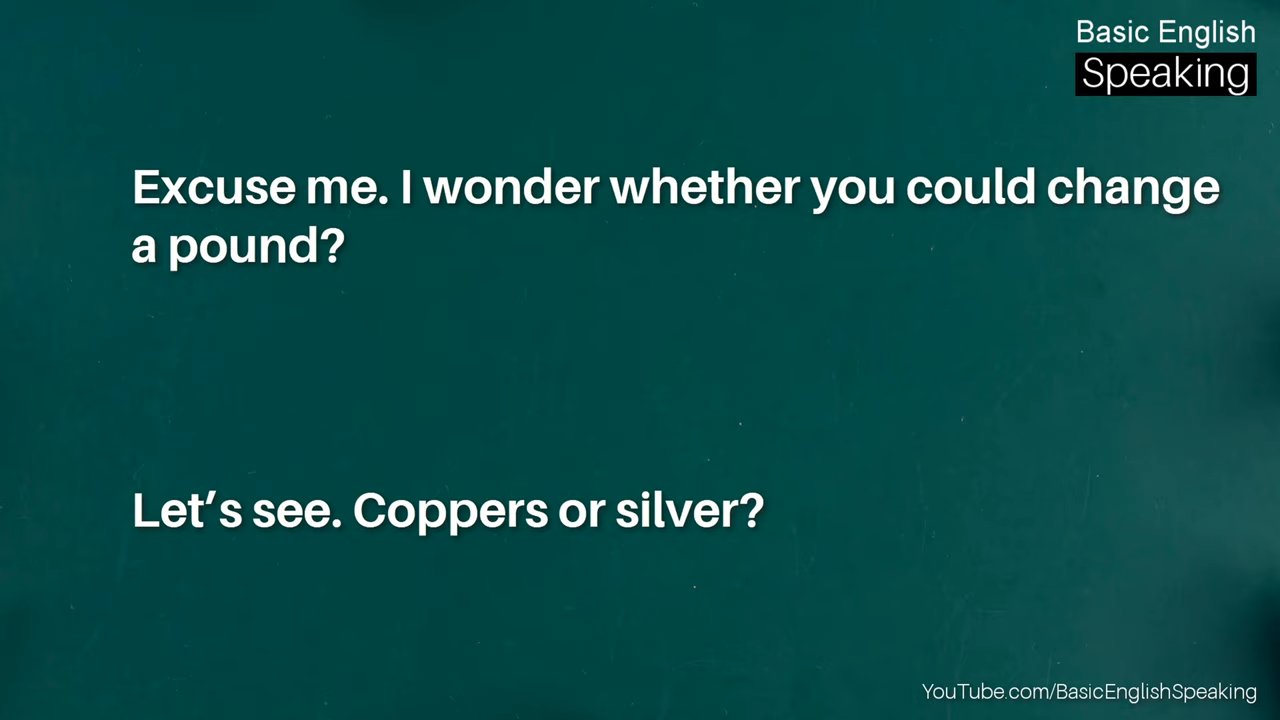 Basic English
Speaking
Excuse me. I wonder whether you could change
a pound?
Let’s see. Coppers or silver?
YouTube.com/BasicEnglishSpeaking